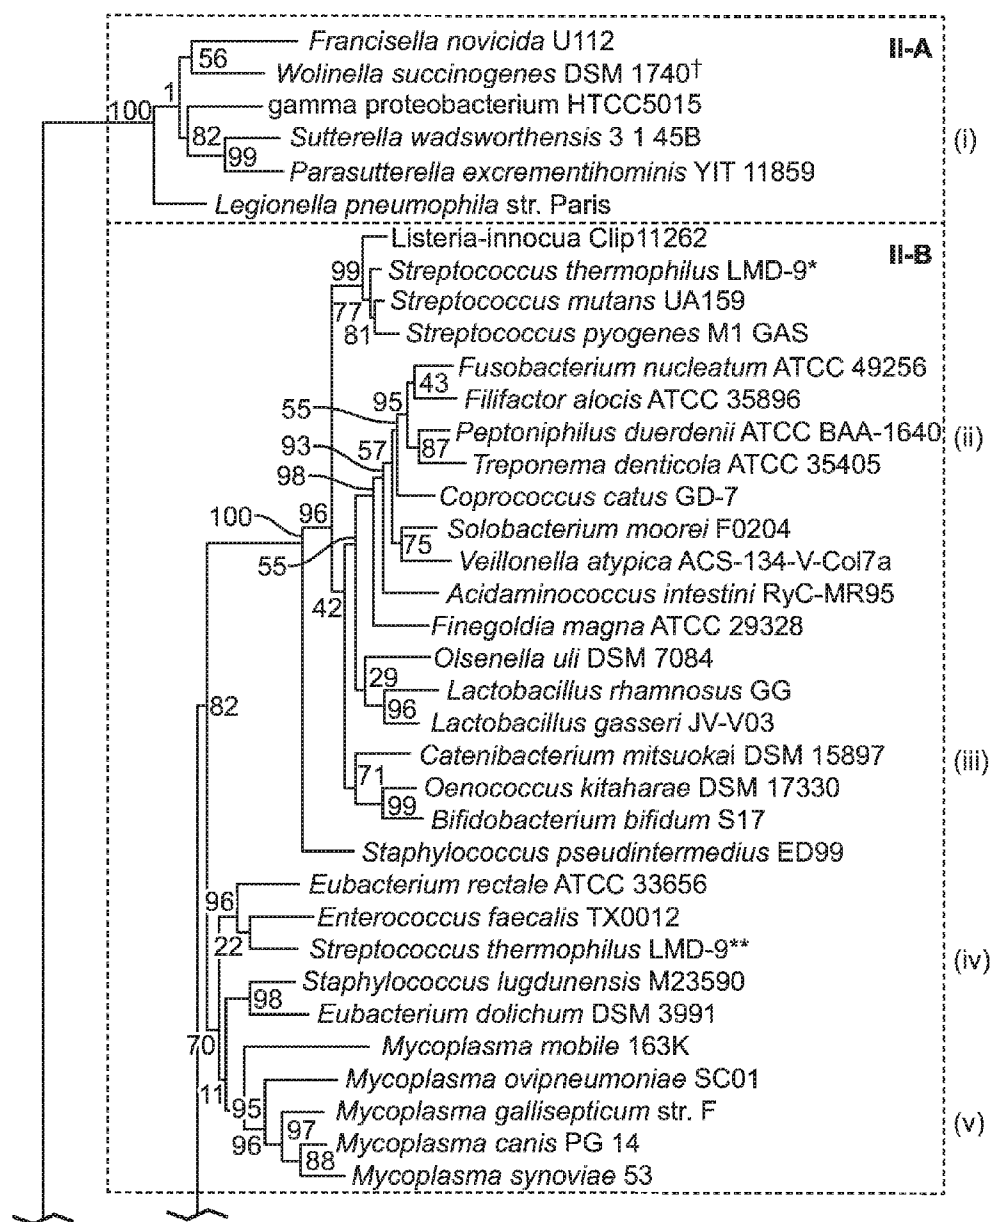 Francisella novicida U112
II-A
56
Wolinella succinogenes DSM 1740†
1
100
gamma proteobacterium HTCC5015
82
Sutterella wadsworthensis 3 1 45B
(i)
99
Parasutterella excrementihominis YIT 11859
Legionella pneumophila str. Paris
Listeria-innocua Clip11262
II-B
99
Streptococcus thermophilus LMD-9*
77
Streptococcus mutans UA159
81
Streptococcus pyogenes M1 GAS
Fusobacterium nucleatum ATCC 49256
43
95
Filifactor alocis ATCC 35896
55
Peptoniphilus duerdenii ATCC BAA-1640
(ii)
93
57
87
Treponema denticola ATCC 35405
98
Coprococcus catus GD-7
100
96
Solobacterium moorei F0204
75
55
Veillonella atypica ACS-134-V-Col7a
42
Acidaminococcus intestini RyC-MR95
Finegoldia magna ATCC 29328
Olsenella uli DSM 7084
29
Lactobacillus rhamnosus GG
82
96
Lactobacillus gasseri JV-V03
Catenibacterium mitsuokai DSM 15897
(iii)
71
Oenococcus kitaharae DSM 17330
99
Bifidobacterium bifidum S17
Staphylococcus pseudintermedius ED99
Eubacterium rectale ATCC 33656
96
Enterococcus faecalis TX0012
22
Streptococcus thermophilus LMD-9**
(iv)
Staphylococcus lugdunensis M23590
98
Eubacterium dolichum DSM 3991
70
Mycoplasma mobile 163K
11
Mycoplasma ovipneumoniae SC01
95
Mycoplasma gallisepticum str. F
(v)
97
96
Mycoplasma canis PG 14
88
Mycoplasma synoviae 53